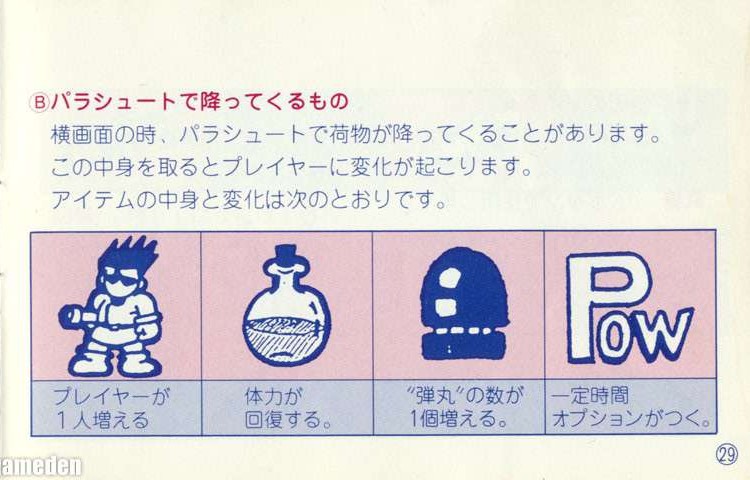 Ⓑパラシュートで降ってくるもの
横画面の時、パラシュートで荷物が降ってくることがあります。
この中身を取るとプレイヤーに変化が起こります。
アイテムの中身と変化は次のとおりです。
POW
プレイヤーが
1人増える
体力が
回復する。
“弾丸”の数が
1個増える。
一定時間
オプションがつく。
㉙
ameden